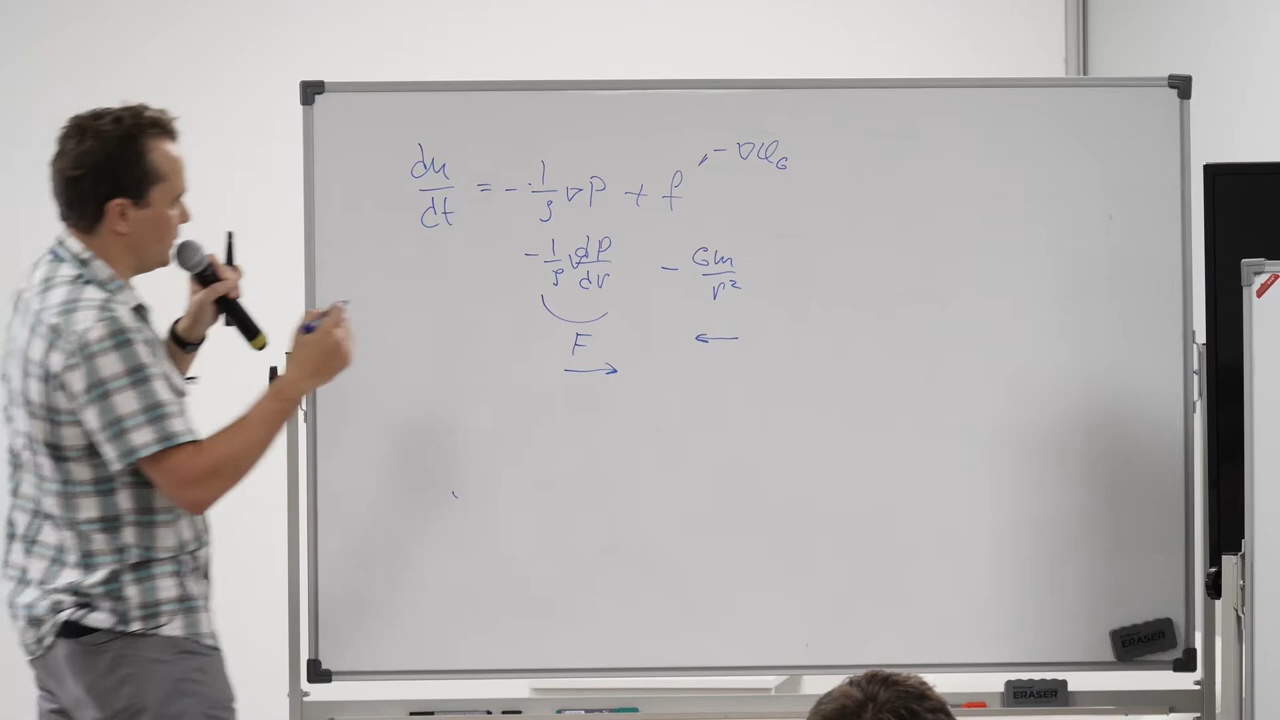 du/dt = - 1/ρ ∇P + f ↗ - ∇φ_G
- 1/ρ dP/dr - Gm/r²
F ←
→
ERASER
ERASER